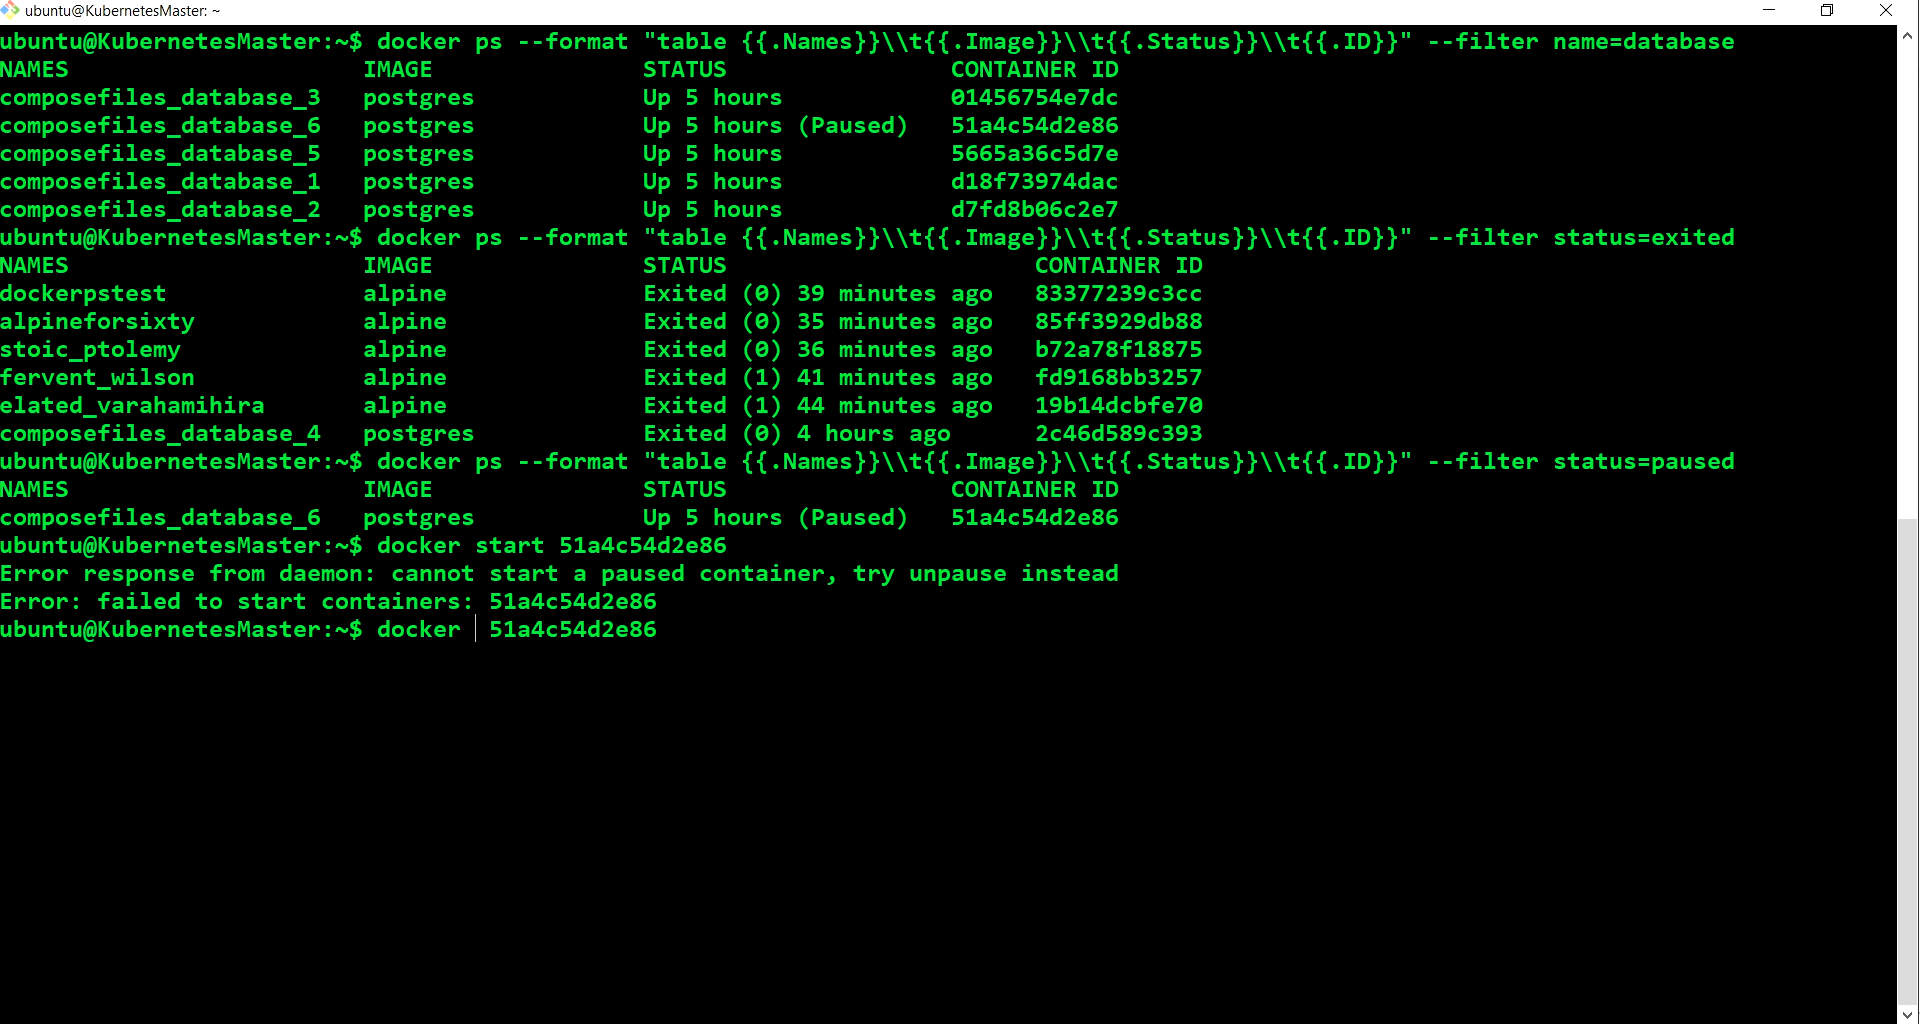 ubuntu@KubernetesMaster: ~
ubuntu@KubernetesMaster:~$ docker ps --format "table {{.Names}}\\t{{.Image}}\\t{{.Status}}\\t{{.ID}}" --filter name=database
NAMES IMAGE STATUS CONTAINER ID
composefiles_database_3 postgres Up 5 hours 01456754e7dc
composefiles_database_6 postgres Up 5 hours (Paused) 51a4c54d2e86
composefiles_database_5 postgres Up 5 hours 5665a36c5d7e
composefiles_database_1 postgres Up 5 hours d18f73974dac
composefiles_database_2 postgres Up 5 hours d7fd8b06c2e7
ubuntu@KubernetesMaster:~$ docker ps --format "table {{.Names}}\\t{{.Image}}\\t{{.Status}}\\t{{.ID}}" --filter status=exited
NAMES IMAGE STATUS CONTAINER ID
dockerpstest alpine Exited (0) 39 minutes ago 83377239c3cc
alpineforsixty alpine Exited (0) 35 minutes ago 85ff3929db88
stoic_ptolemy alpine Exited (0) 36 minutes ago b72a78f18875
fervent_wilson alpine Exited (1) 41 minutes ago fd9168bb3257
elated_varahamihira alpine Exited (1) 44 minutes ago 19b14dcbfe70
composefiles_database_4 postgres Exited (0) 4 hours ago 2c46d589c393
ubuntu@KubernetesMaster:~$ docker ps --format "table {{.Names}}\\t{{.Image}}\\t{{.Status}}\\t{{.ID}}" --filter status=paused
NAMES IMAGE STATUS CONTAINER ID
composefiles_database_6 postgres Up 5 hours (Paused) 51a4c54d2e86
ubuntu@KubernetesMaster:~$ docker start 51a4c54d2e86
Error response from daemon: cannot start a paused container, try unpause instead
Error: failed to start containers: 51a4c54d2e86
ubuntu@KubernetesMaster:~$ docker 51a4c54d2e86